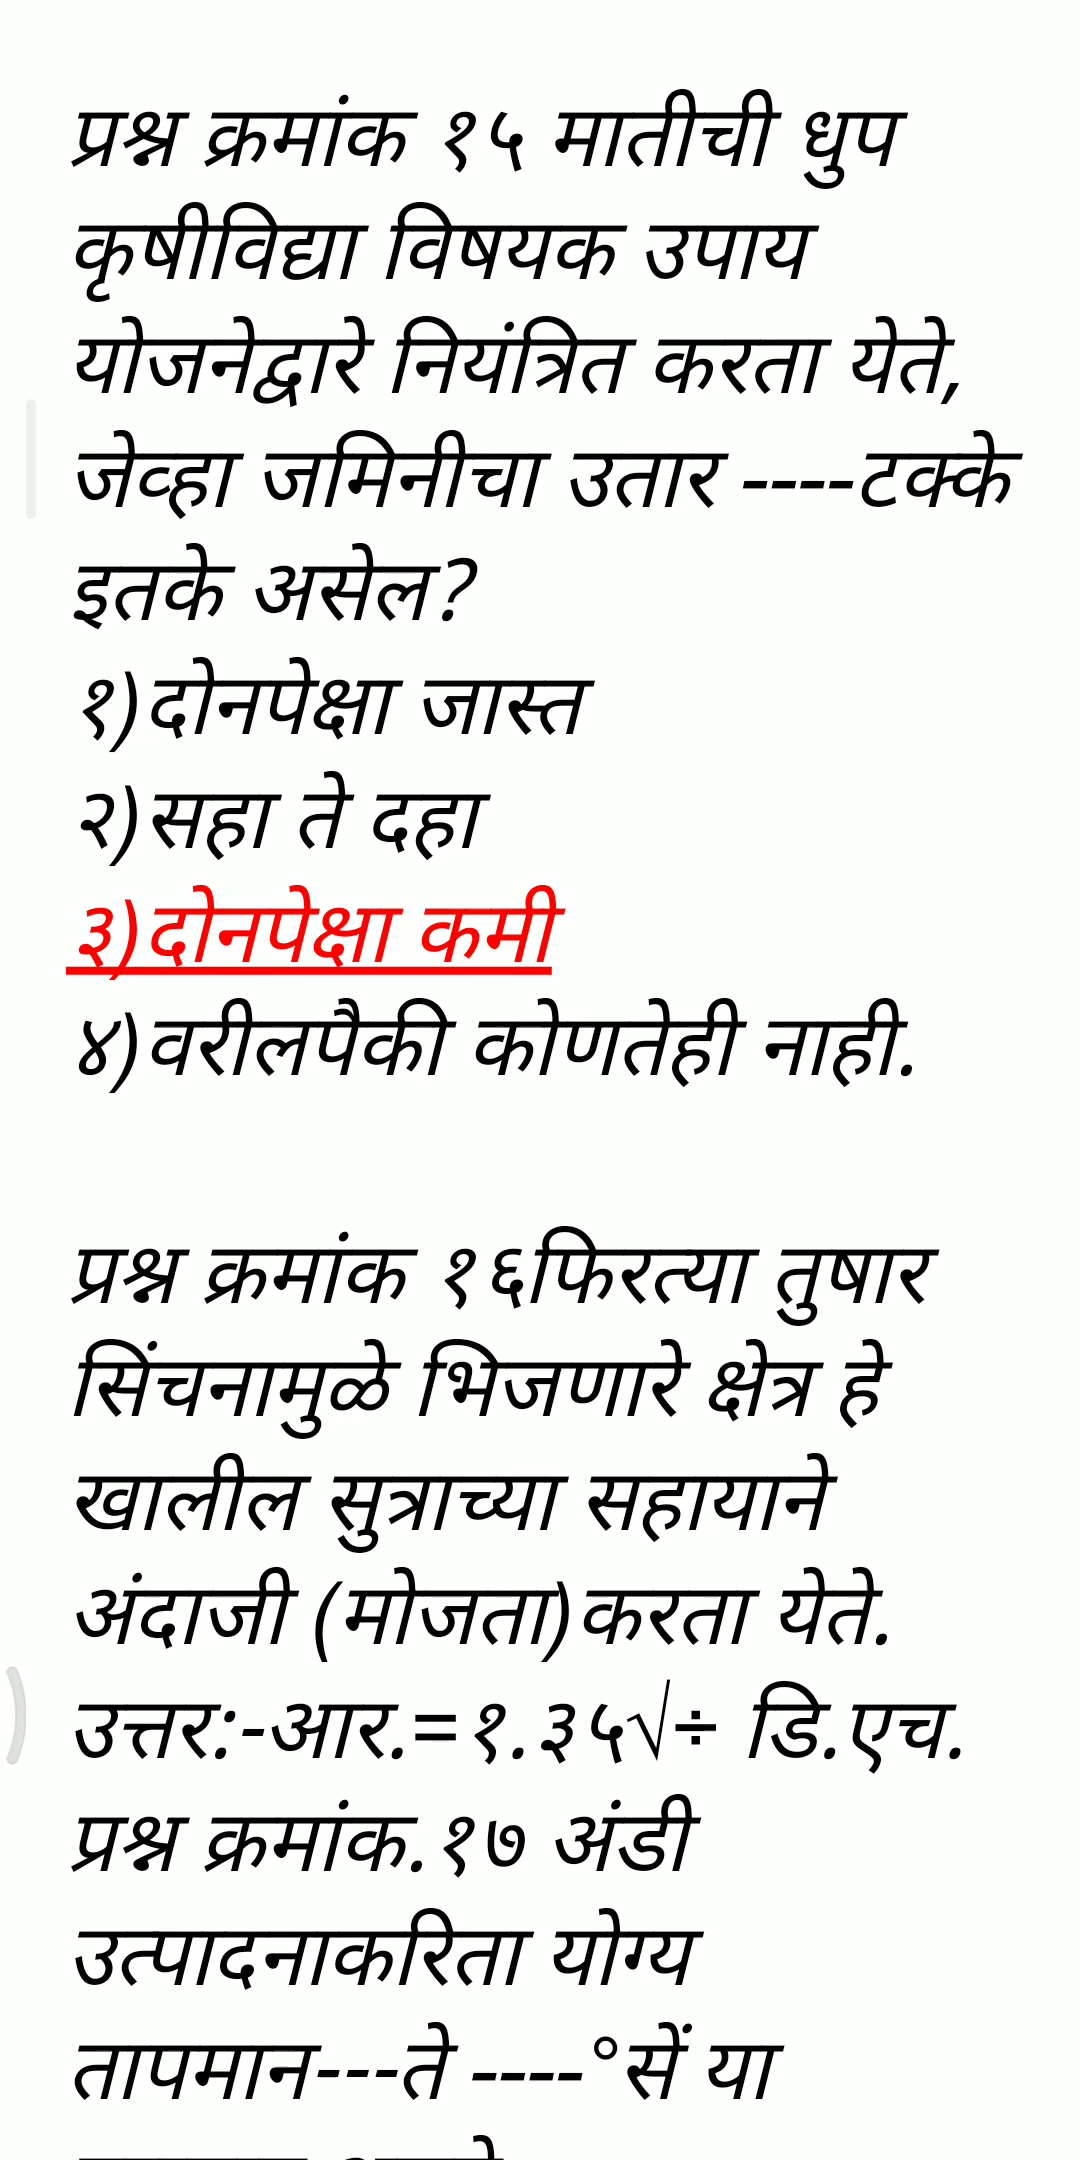 प्रश्न क्रमांक १५ मातीची धुप
कृषीविद्या विषयक उपाय
योजनेद्वारे नियंत्रित करता येते,
जेव्हा जमिनीचा उतार ----टक्के
इतके असेल?
१)दोनपेक्षा जास्त
२)सहा ते दहा
३)दोनपेक्षा कमी
४)वरीलपैकी कोणतेही नाही.
प्रश्न क्रमांक १६फिरत्या तुषार
सिंचनामुळे भिजणारे क्षेत्र हे
खालील सुत्राच्या सहायाने
अंदाजी (मोजता)करता येते.
उत्तर:-आर.=१.३५√÷ डि.एच.
प्रश्न क्रमांक.१७ अंडी
उत्पादनाकरिता योग्य
तापमान---ते ----°सें या